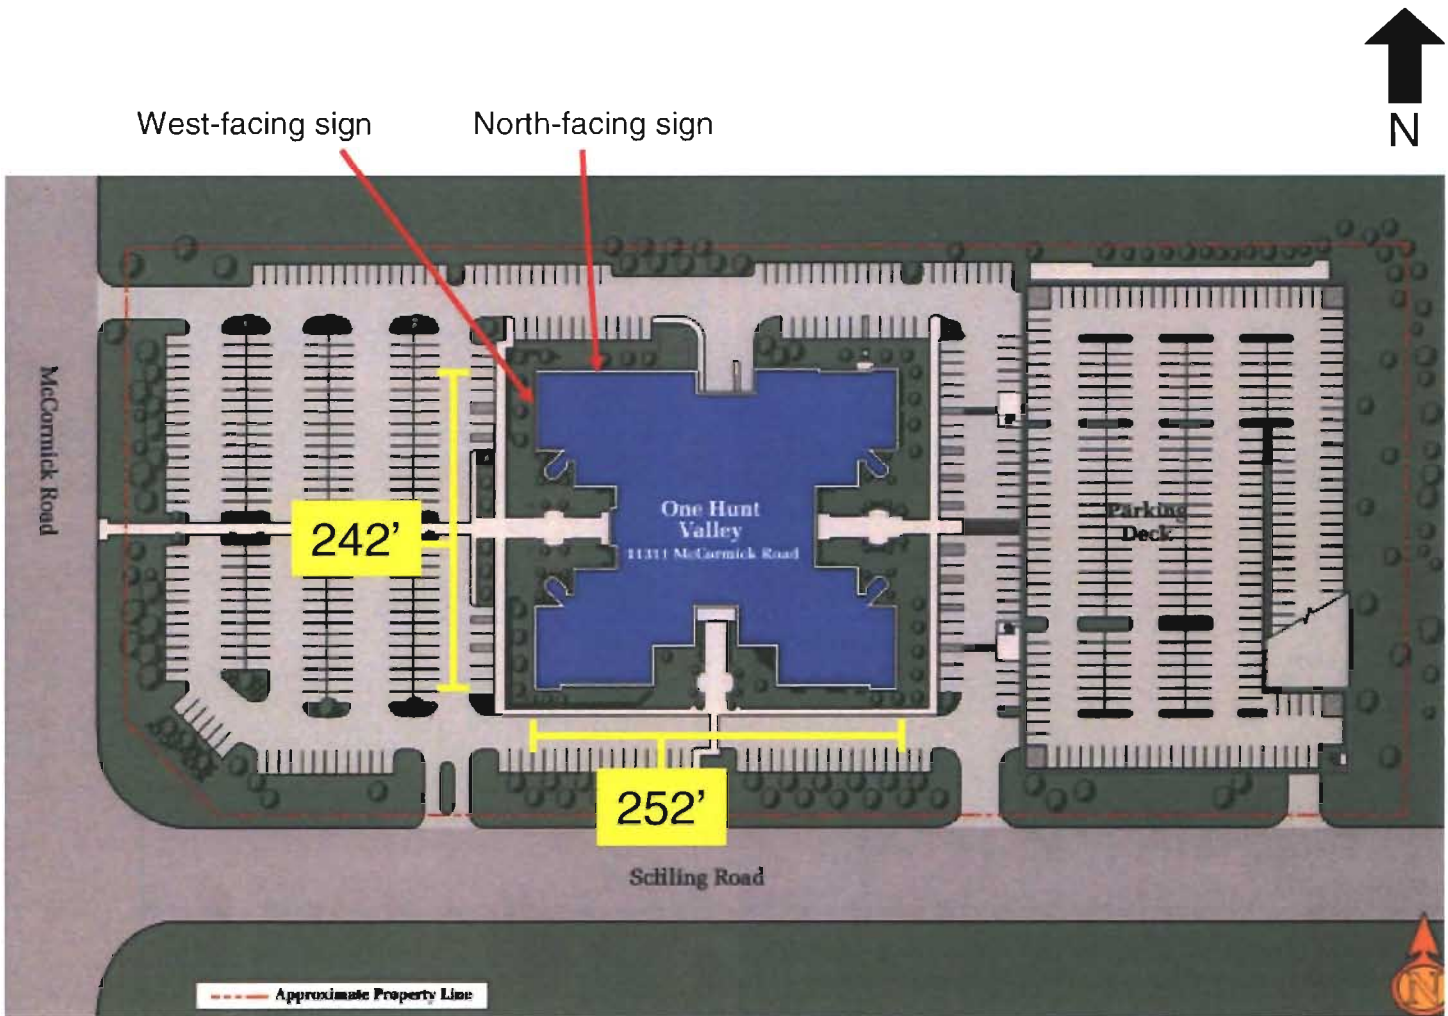 N
West-facing sign
North-facing sign
McCormick Road
242'
One Hunt
Valley
11311 McCormick Road
Parking
Deck
252'
Schilling Road
Approximate Property Line
N